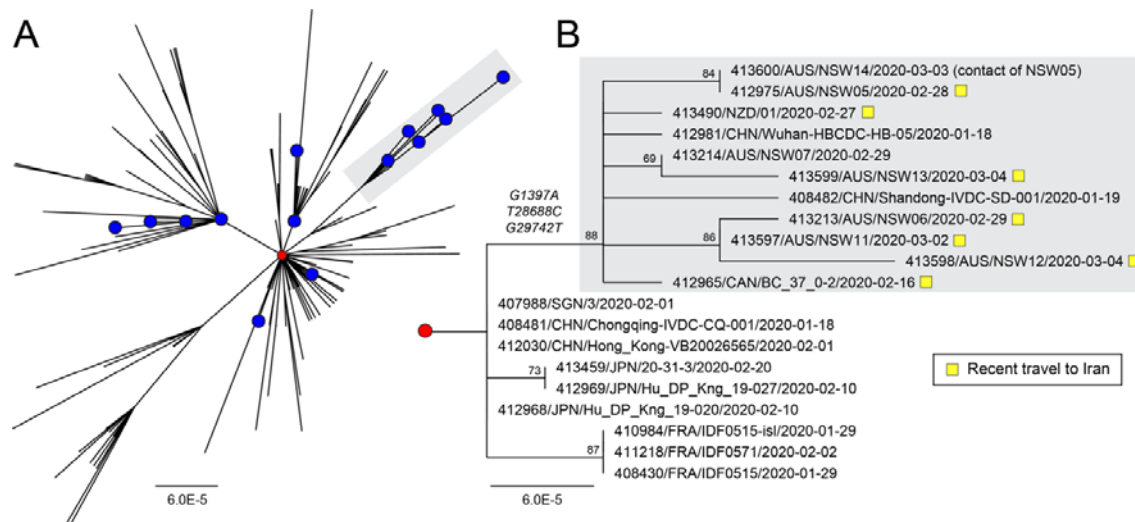 A
B
84
413600/AUS/NSW14/2020-03-03 (contact of NSW05)
412975/AUS/NSW05/2020-02-28
413490/NZD/01/2020-02-27
412981/CHN/Wuhan-HBCDC-HB-05/2020-01-18
413214/AUS/NSW07/2020-02-29
69
413599/AUS/NSW13/2020-03-04
408482/CHN/Shandong-IVDC-SD-001/2020-01-19
413213/AUS/NSW06/2020-02-29
86
413597/AUS/NSW11/2020-03-02
413598/AUS/NSW12/2020-03-04
412965/CAN/BC_37_0-2/2020-02-16
G1397A
T28688C
G29742T
88
407988/SGN/3/2020-02-01
408481/CHN/Chongqing-IVDC-CQ-001/2020-01-18
412030/CHN/Hong_Kong-VB20026565/2020-02-01
73
413459/JPN/20-31-3/2020-02-20
412969/JPN/Hu_DP_Kng_19-027/2020-02-10
412968/JPN/Hu_DP_Kng_19-020/2020-02-10
410984/FRA/IDF0515-isl/2020-01-29
87
411218/FRA/IDF0571/2020-02-02
408430/FRA/IDF0515/2020-01-29
Recent travel to Iran
6.0E-5
6.0E-5